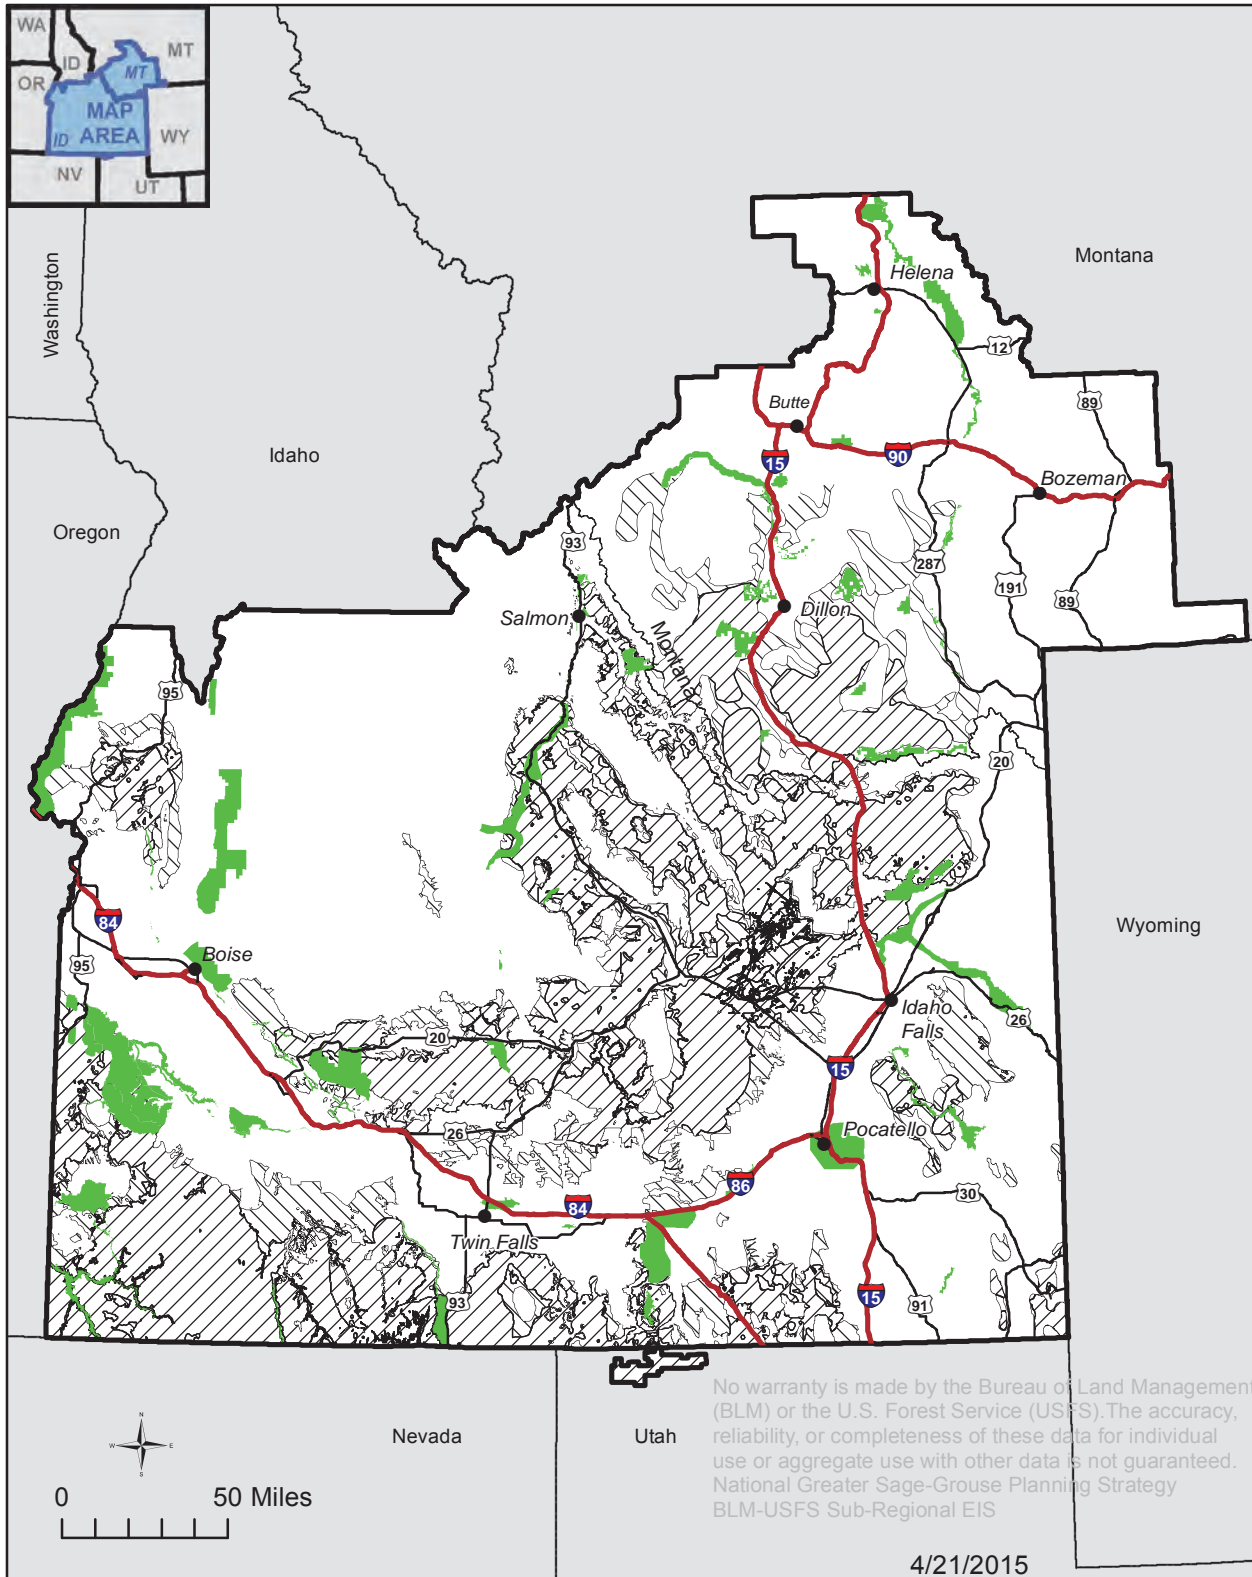 WA
MT
ID
MT
OR
MAP
AREA
ID
WY
NV
UT
Washington
Montana
Helena
12
Butte
89
Idaho
15
90
Bozeman
Oregon
93
287
191
89
Salmon
Dillon
Montana
95
20
84
Wyoming
Boise
95
Idaho
Falls
26
20
15
26
Pocatello
86
30
84
Twin Falls
93
15
91
No warranty is made by the Bureau of Land Management
(BLM) or the U.S. Forest Service (USFS).The accuracy,
reliability, or completeness of these data for individual
use or aggregate use with other data is not guaranteed.
National Greater Sage-Grouse Planning Strategy
BLM-USFS Sub-Regional EIS
N
W E
S
Nevada
Utah
0 50 Miles
4/21/2015